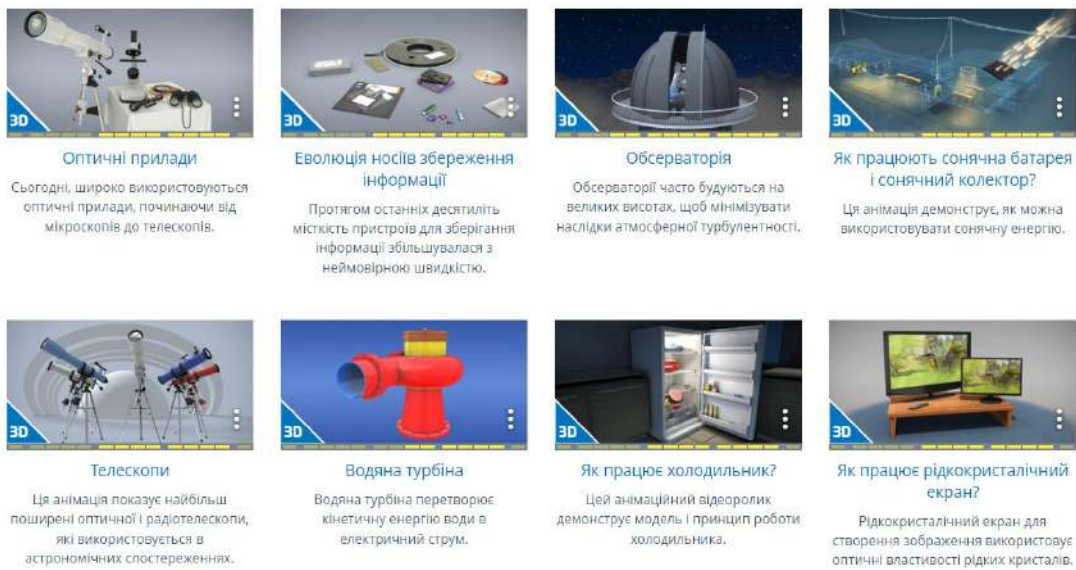 3D
Оптичні прилади
Сьогодні, широко використовуються
оптичні прилади, починаючи від
мікроскопів до телескопів.
3D
Еволюція носіїв збереження
інформації
Протягом останніх десятиліть
місткість пристроїв для зберігання
інформації збільшувалася з
неймовірною швидкістю.
3D
Обсерваторія
Обсерваторії часто будуються на
великих висотах, щоб мінімізувати
наслідки атмосферної турбулентності.
3D
Як працюють сонячна батарея
і сонячний колектор?
Ця анімація демонструє, як можна
використовувати сонячну енергію.
3D
Телескопи
Ця анімація показує найбільш
поширені оптичної і радіотелескопи,
які використовується в
астрономічних спостереженнях.
3D
Водяна турбіна
Водяна турбіна перетворює
кінетичну енергію води в
електричний струм.
3D
Як працює холодильник?
Цей анімаційний відеоролик
демонструє модель і принцип роботи
холодильника.
3D
Як працює рідкокристалічний
екран?
Рідкокристалічний екран для
створення зображення використовує
оптичні властивості рідких кристалів.